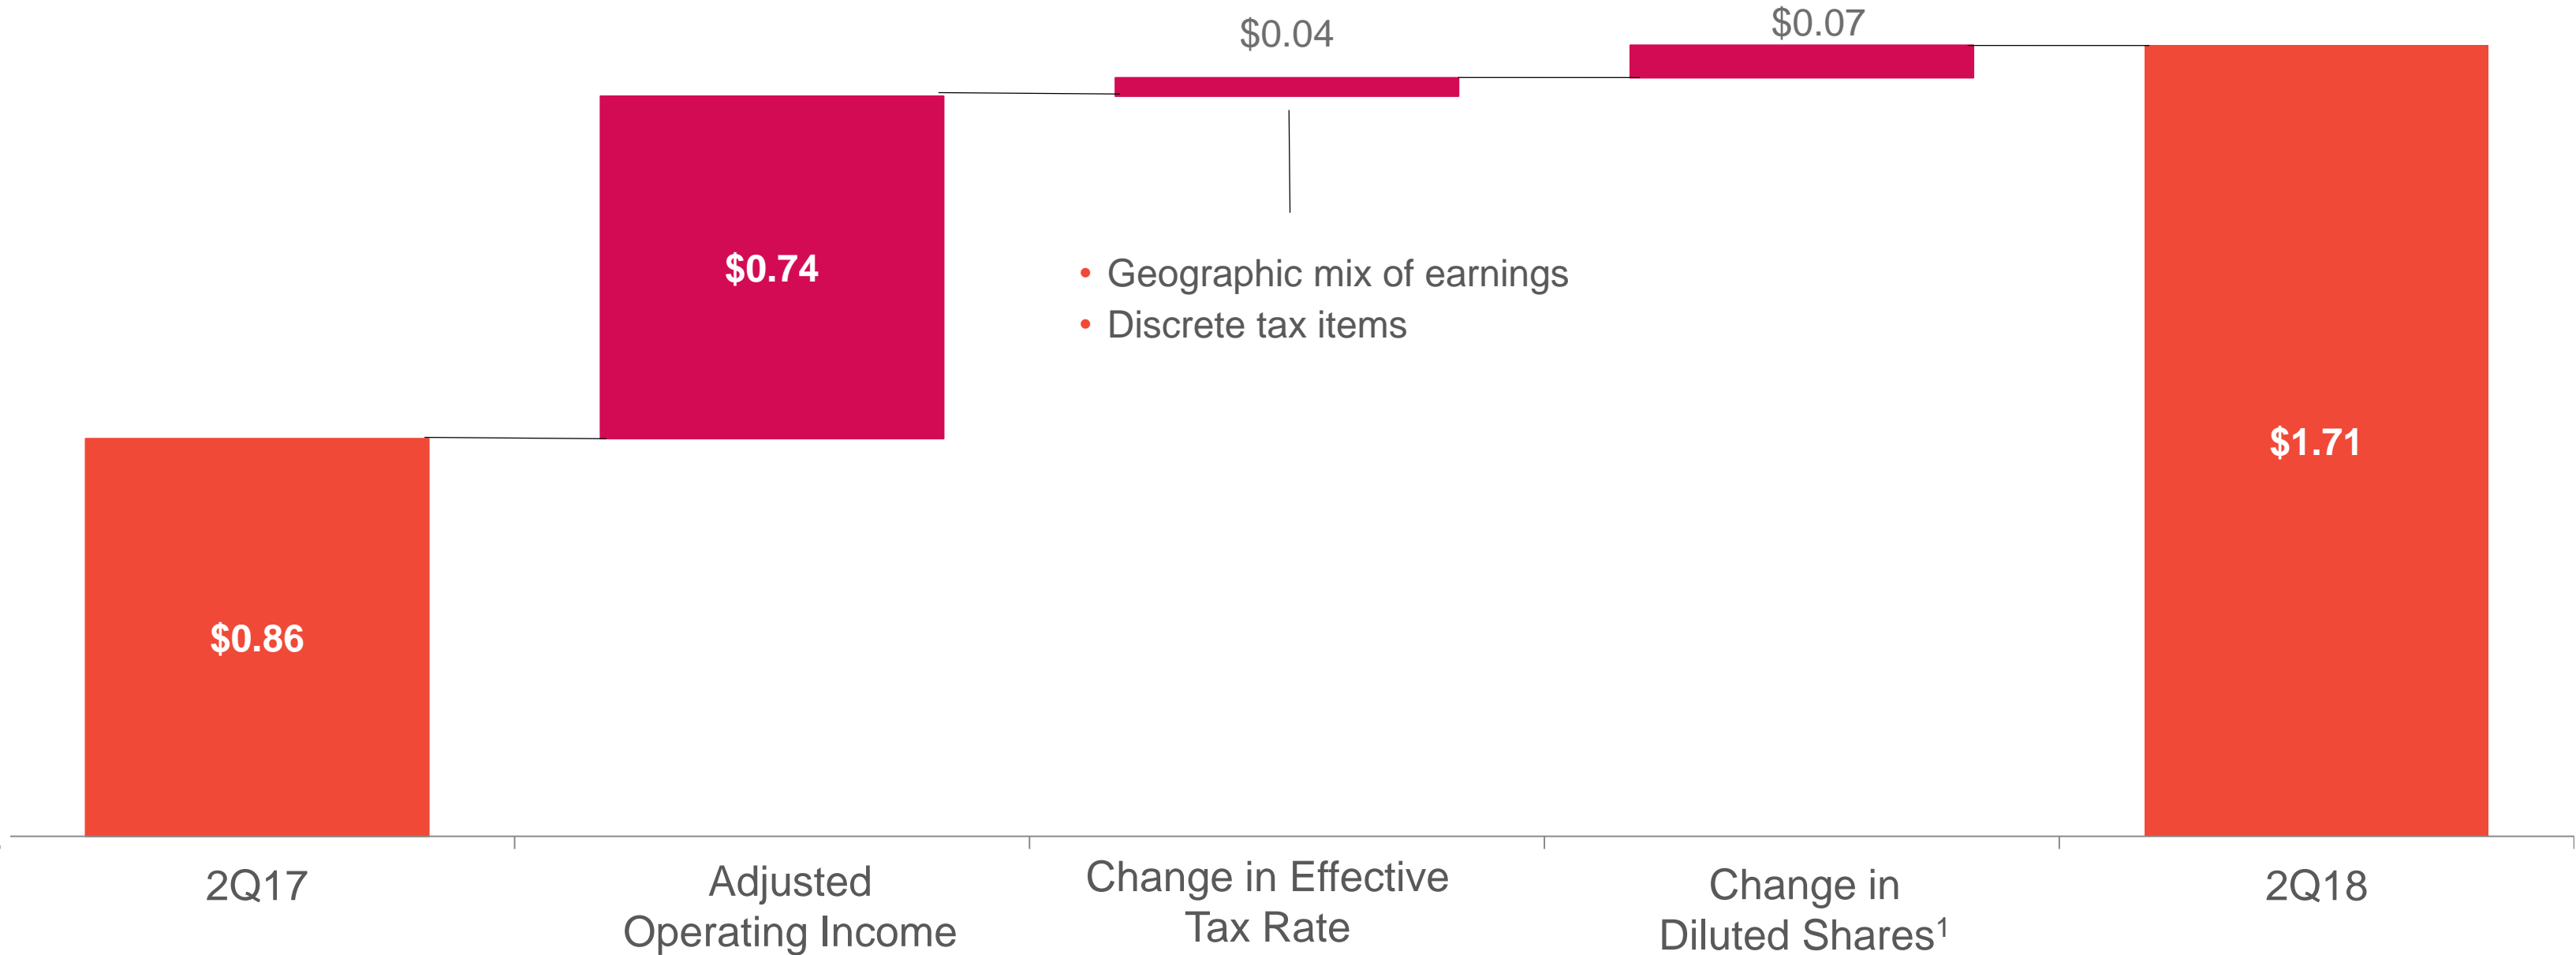 $0.04
$0.07
$0.74
• Geographic mix of earnings
• Discrete tax items
$1.71
$0.86
2Q17
Adjusted
Operating Income
Change in Effective
Tax Rate
Change in
Diluted Shares¹
2Q18